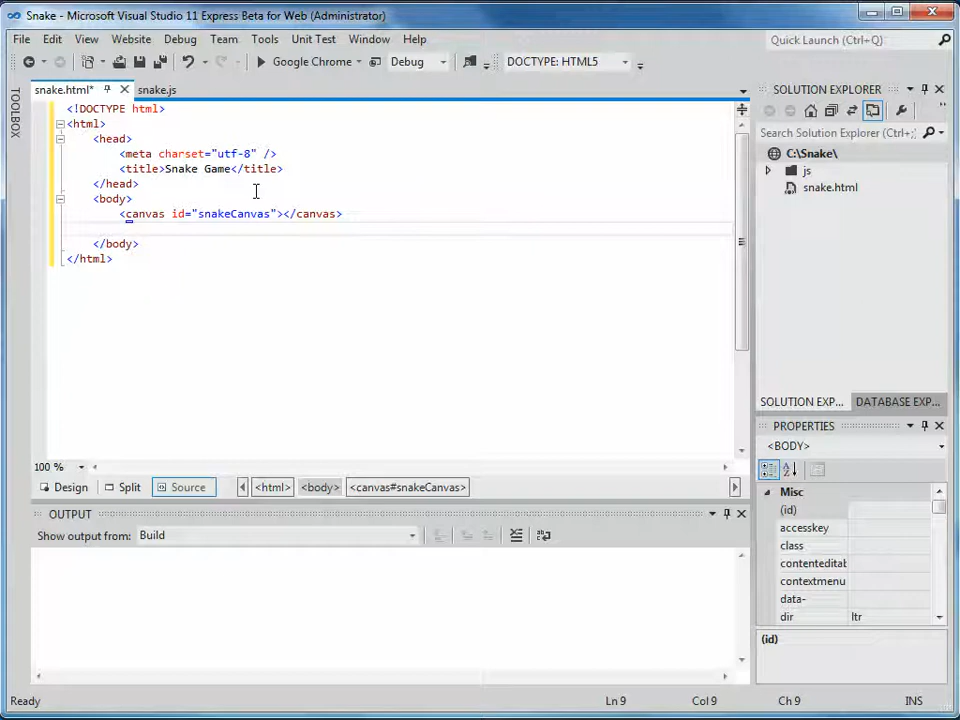 Snake - Microsoft Visual Studio 11 Express Beta for Web (Administrator)
File Edit View Website Debug Team Tools Unit Test Window Help
Quick Launch (Ctrl+Q)
Google Chrome Debug DOCTYPE: HTML5
TOOLBOX
snake.html* snake.js
<!DOCTYPE html>
<html>
<head>
<meta charset="utf-8" />
<title>Snake Game</title>
</head>
<body>
<canvas id="snakeCanvas"></canvas>
</body>
</html>
100 %
Design Split Source <html> <body> <canvas#snakeCanvas>
OUTPUT
Show output from: Build
SOLUTION EXPLORER
Search Solution Explorer (Ctrl+;)
C:\Snake\
js
snake.html
SOLUTION EXP... DATABASE EXP...
PROPERTIES
<BODY>
Misc
(id)
accesskey
class
contenteditab
contextmenu
data-
dir ltr
(id)
Ready Ln 9 Col 9 Ch 9 INS